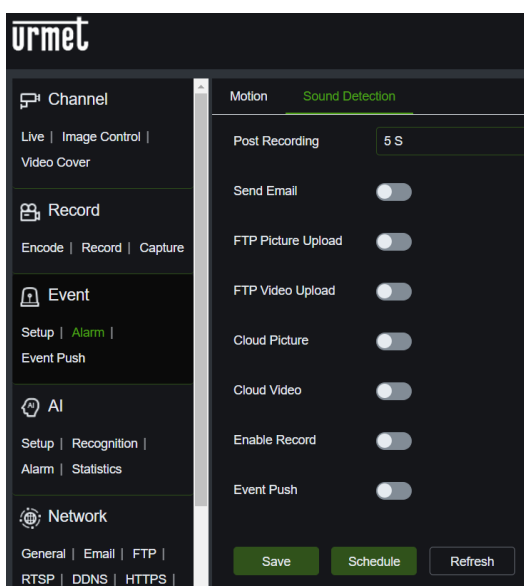 urmet
Channel
Live | Image Control |
Video Cover
Record
Encode | Record | Capture
Event
Setup | Alarm |
Event Push
AI
AI
Setup | Recognition |
Alarm | Statistics
Network
General | Email | FTP |
RTSP | DDNS | HTTPS |
Motion Sound Detection
Post Recording 5 S
Send Email
FTP Picture Upload
FTP Video Upload
Cloud Picture
Cloud Video
Enable Record
Event Push
Save Schedule Refresh